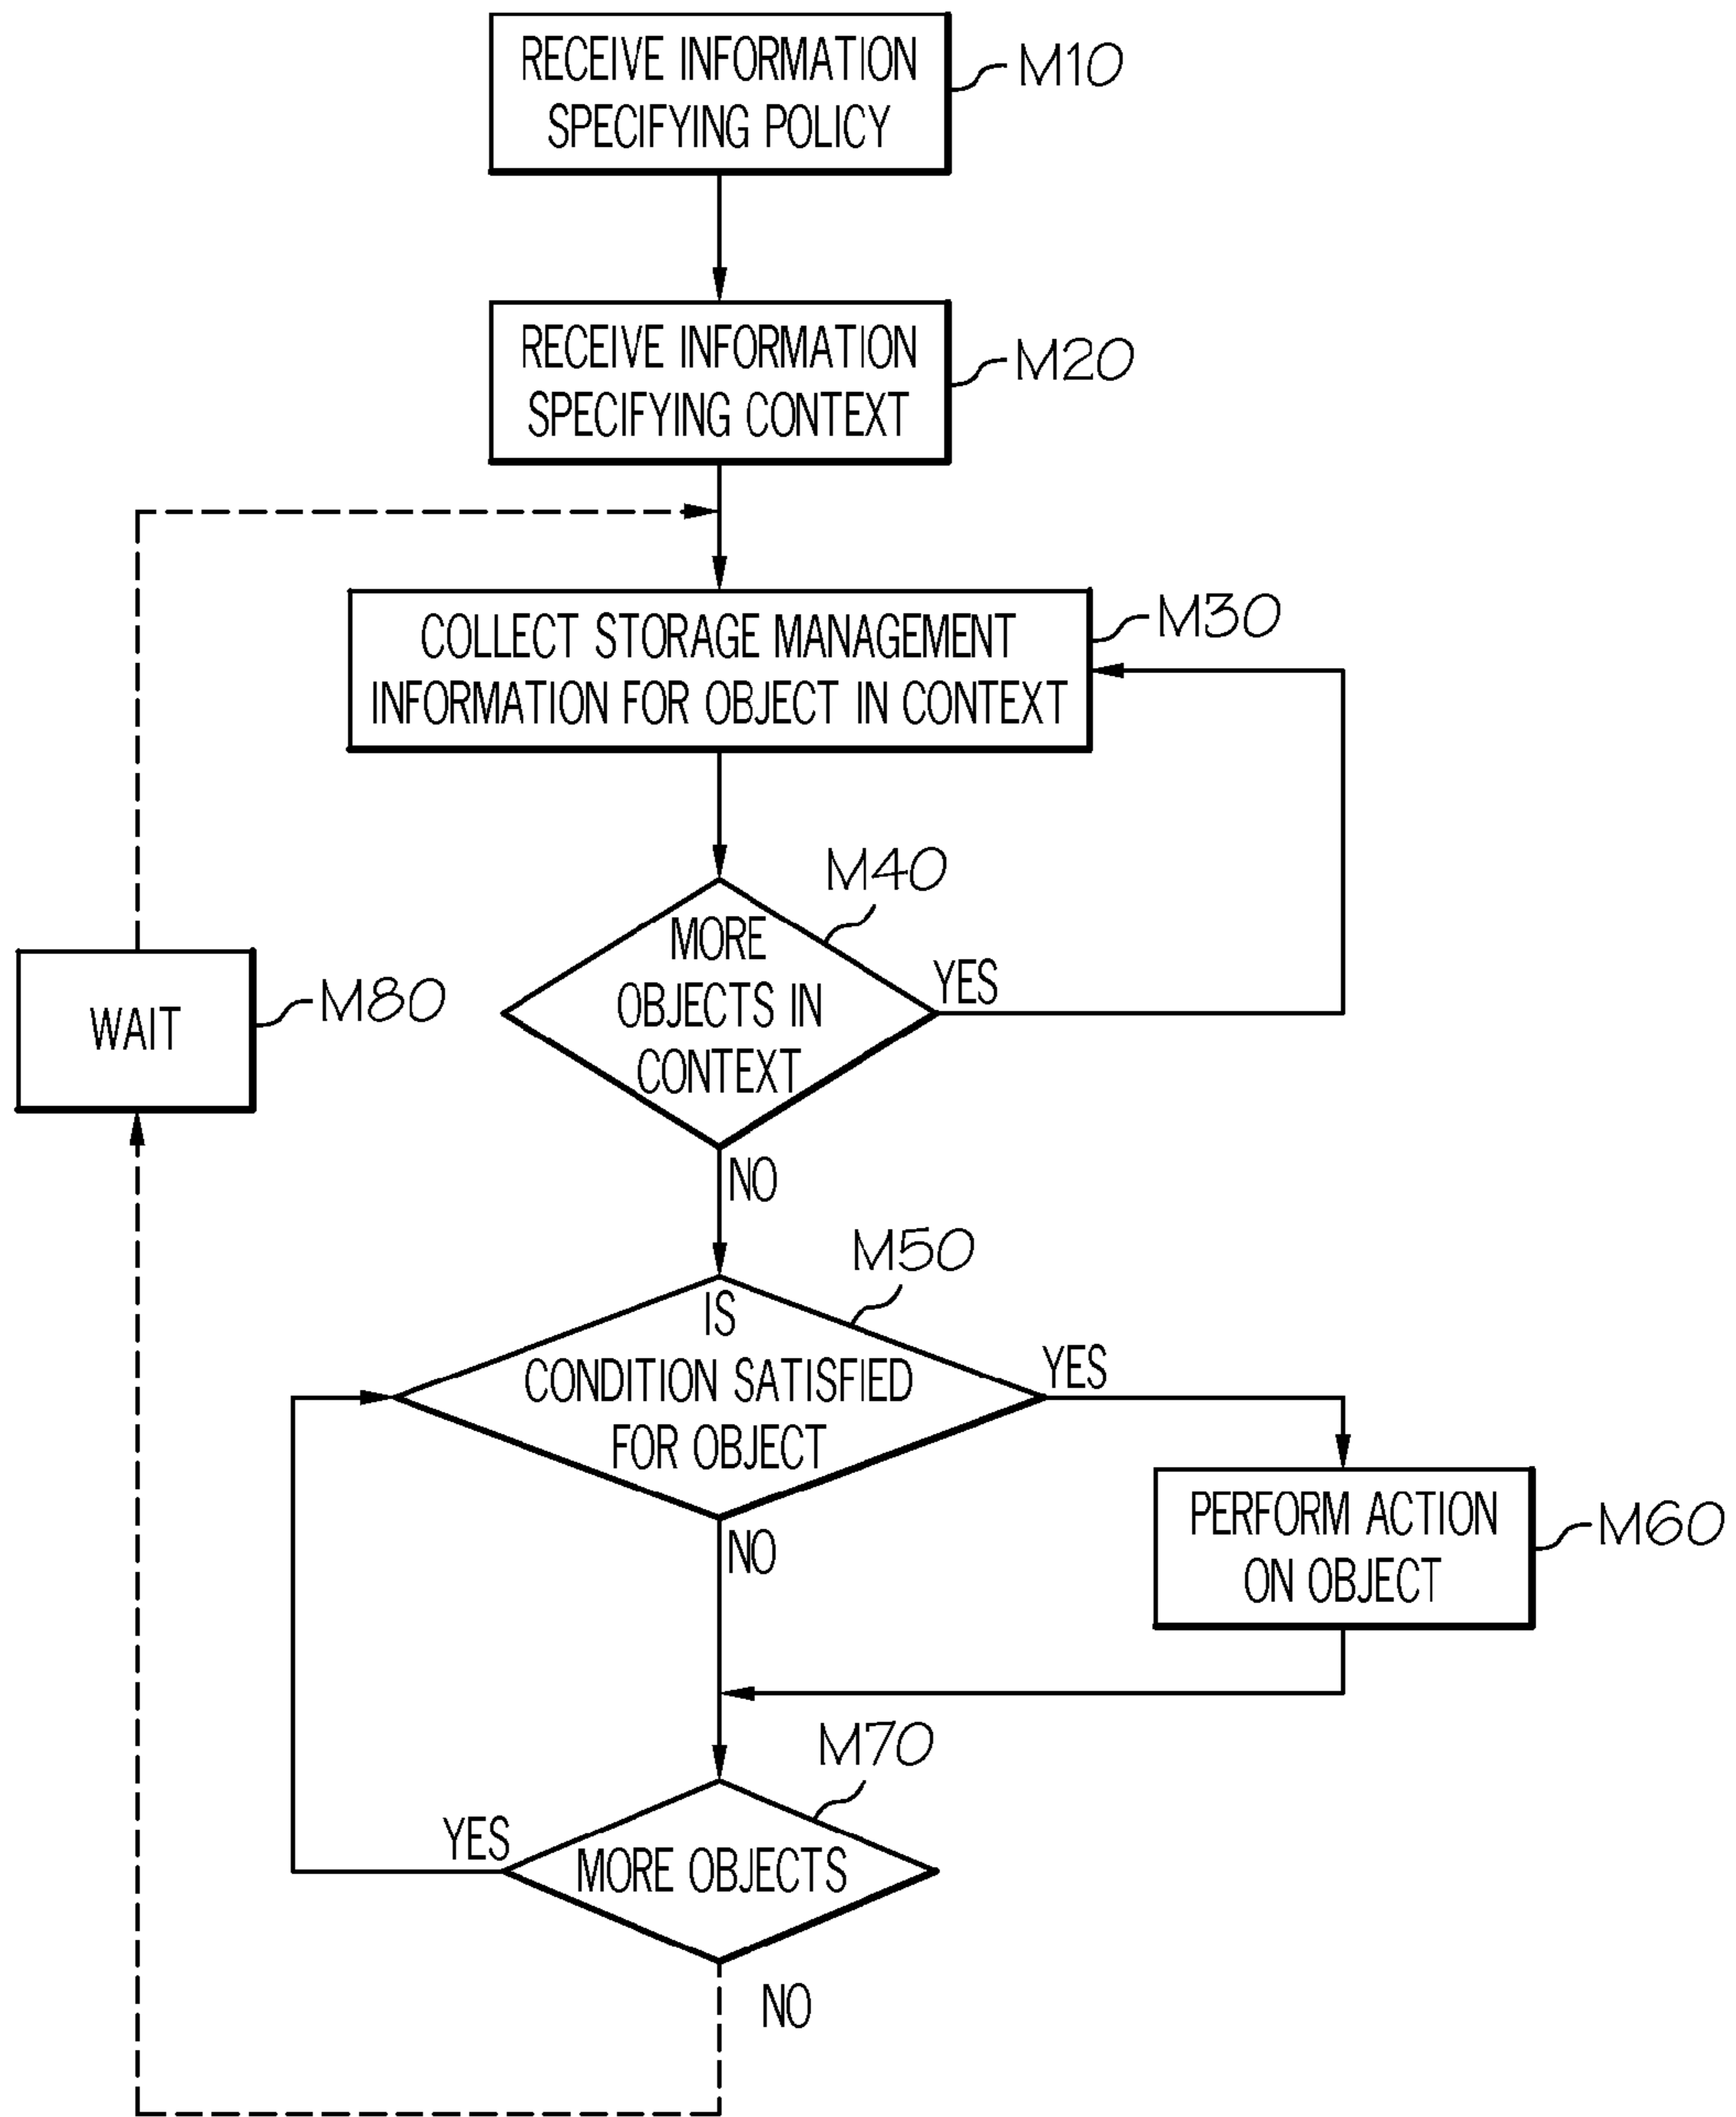 RECEIVE INFORMATION
SPECIFYING POLICY
M10
RECEIVE INFORMATION
SPECIFYING CONTEXT
M20
COLLECT STORAGE MANAGEMENT
INFORMATION FOR OBJECT IN CONTEXT
M30
M40
MORE
OBJECTS IN
CONTEXT
YES
WAIT
M80
NO
M50
IS
CONDITION SATISFIED
FOR OBJECT
YES
NO
PERFORM ACTION
ON OBJECT
M60
M70
YES
MORE OBJECTS
NO